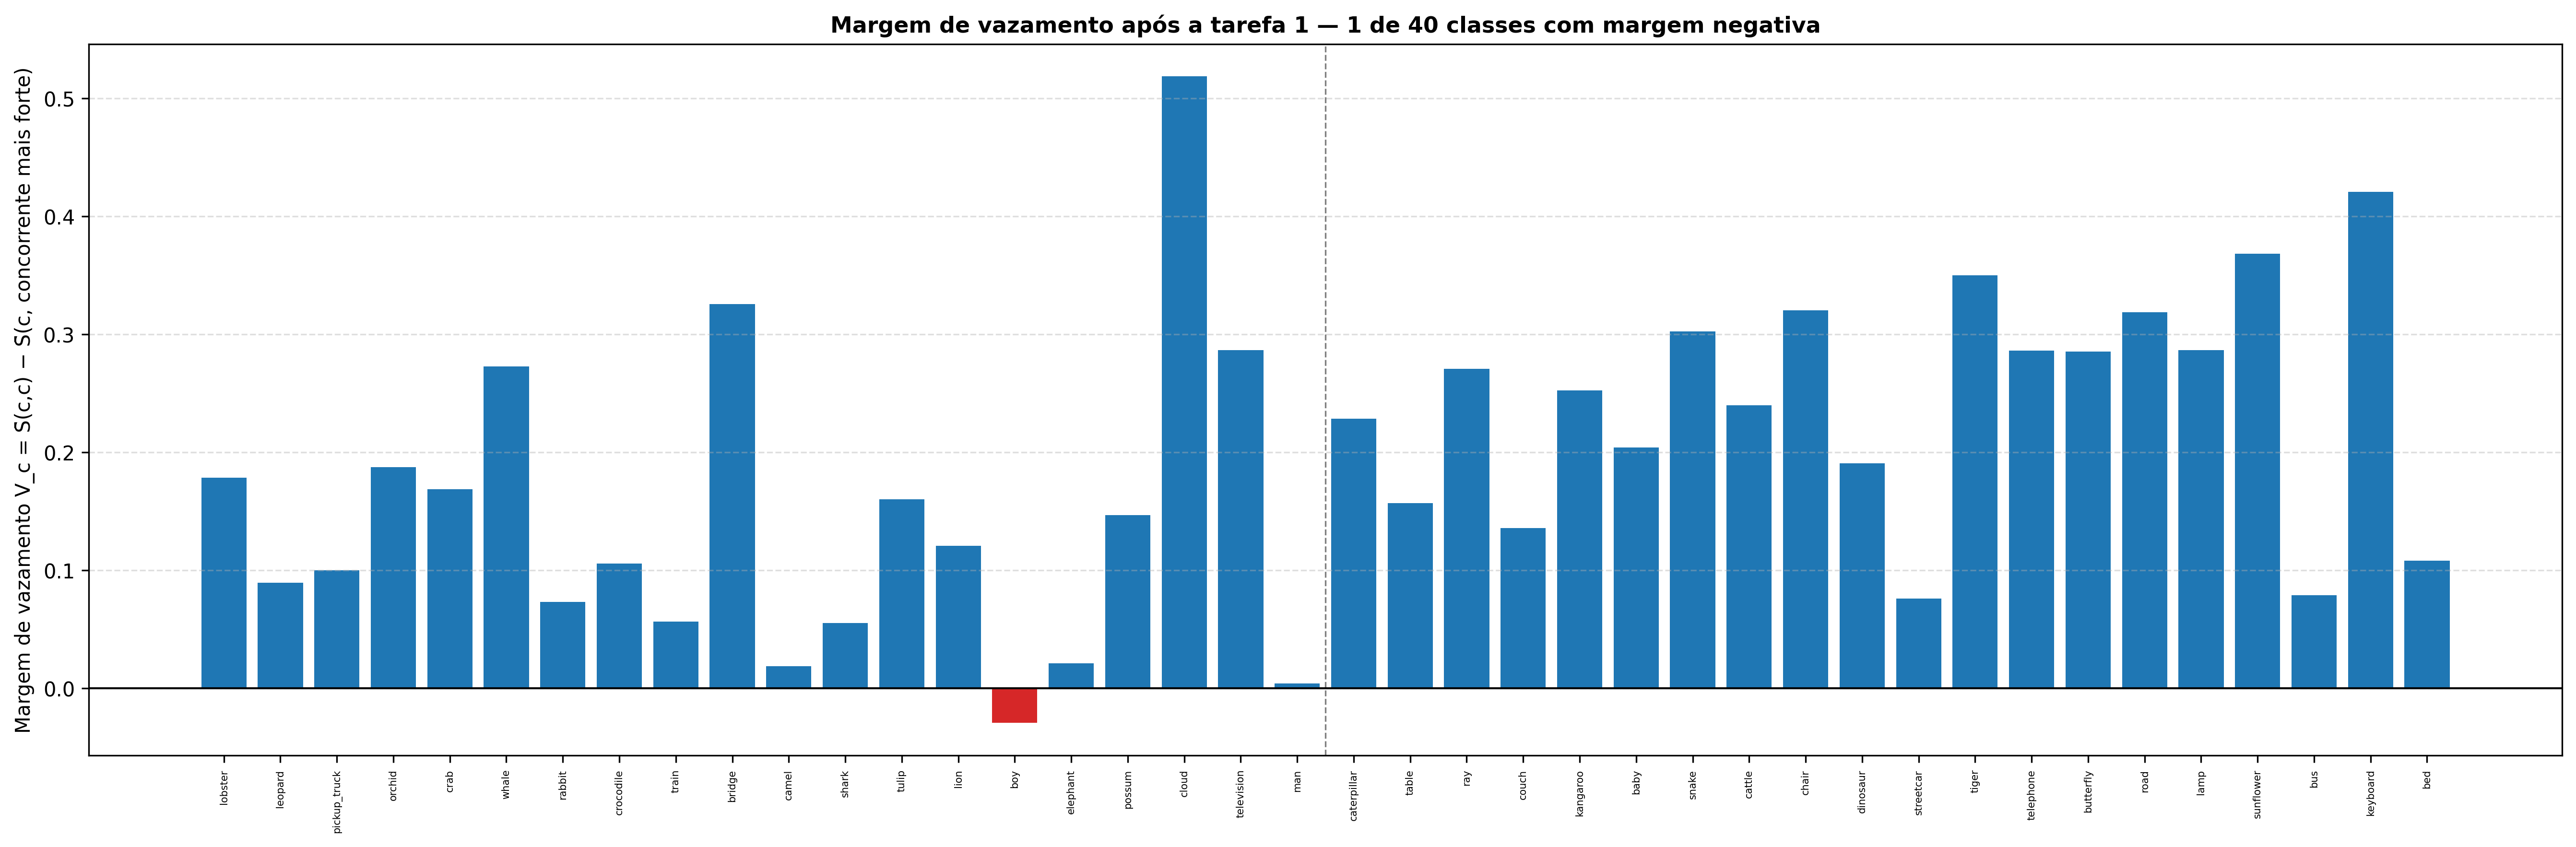 Margem de vazamento após a tarefa 1 — 1 de 40 classes com margem negativa
Margem de vazamento V_c = S(c,c) − S(c, concorrente mais forte)
0.5
0.4
0.3
0.2
0.1
0.0
lobster
leopard
pickup_truck
orchid
crab
whale
rabbit
crocodile
train
bridge
camel
shark
tulip
lion
boy
elephant
possum
cloud
television
man
caterpillar
table
ray
couch
kangaroo
baby
snake
cattle
chair
dinosaur
streetcar
tiger
telephone
butterfly
road
lamp
sunflower
bus
keyboard
bed